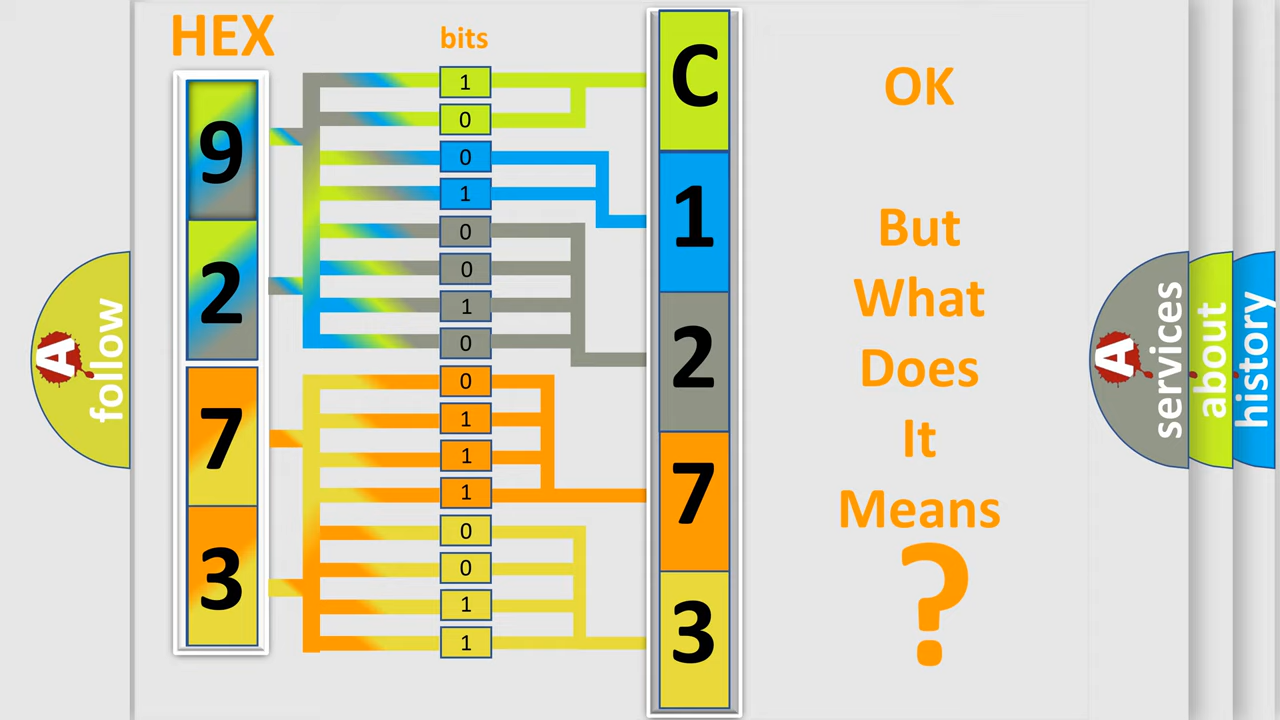 HEX
bits
9
2
7
3
1
0
0
1
0
0
1
0
0
1
1
1
0
0
1
1
C
1
2
7
3
OK
But
What
Does
It
Means
?
A
follow
A
services
about
history